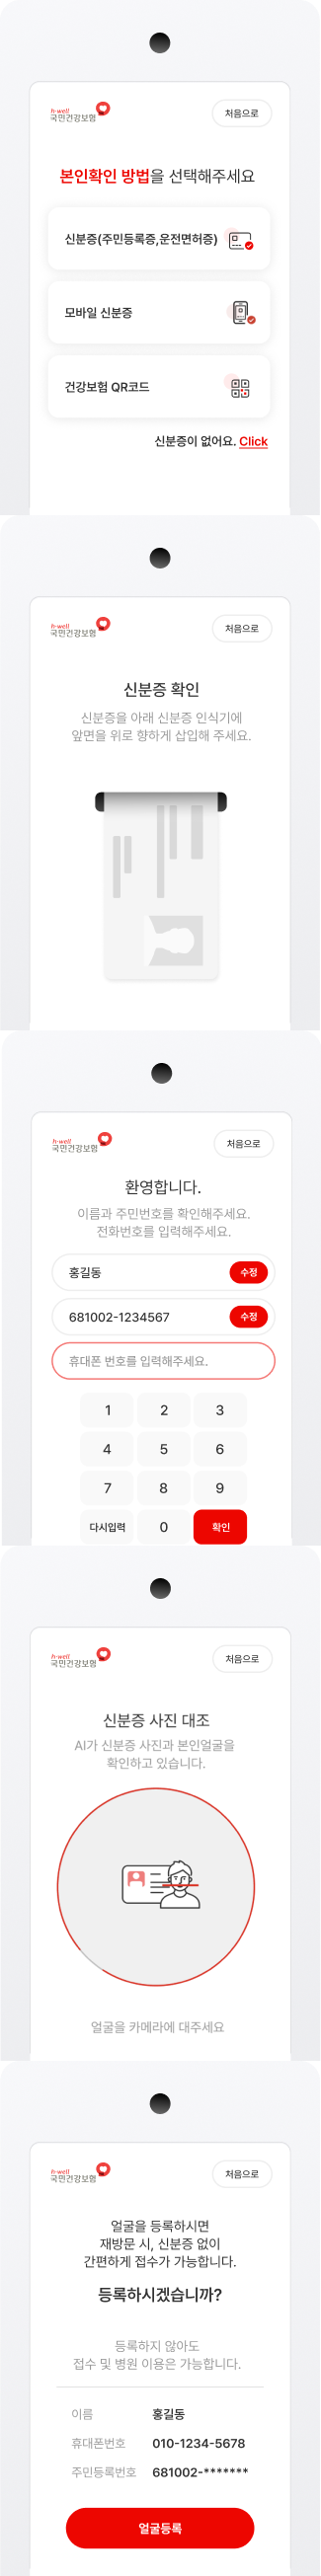 h-well
국민건강보험
처음으로
본인확인 방법을 선택해주세요
신분증(주민등록증,운전면허증)
모바일 신분증
건강보험 QR코드
신분증이 없어요. Click
h-well
국민건강보험
처음으로
신분증 확인
신분증을 아래 신분증 인식기에
앞면을 위로 향하게 삽입해 주세요.
h-well
국민건강보험
처음으로
환영합니다.
이름과 주민번호를 확인해주세요.
전화번호를 입력해주세요.
홍길동 수정
681002-1234567 수정
휴대폰 번호를 입력해주세요.
1 2 3
4 5 6
7 8 9
다시입력 0 확인
h-well
국민건강보험
처음으로
신분증 사진 대조
AI가 신분증 사진과 본인얼굴을
확인하고 있습니다.
얼굴을 카메라에 대주세요
h-well
국민건강보험
처음으로
얼굴을 등록하시면
재방문 시, 신분증 없이
간편하게 접수가 가능합니다.
등록하시겠습니까?
등록하지 않아도
접수 및 병원 이용은 가능합니다.
이름 홍길동
휴대폰번호 010-1234-5678
주민등록번호 681002-*******
얼굴등록